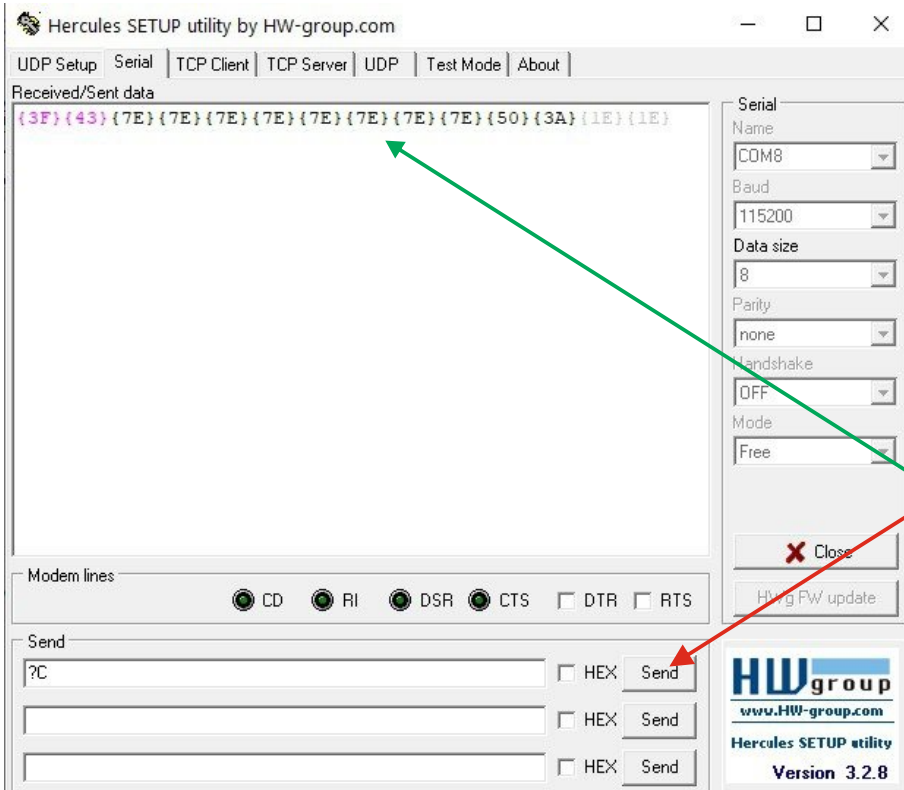 Hercules SETUP utility by HW-group.com
UDP Setup Serial TCP Client TCP Server UDP Test Mode About
Received/Sent data
{3F}{43}{7E}{7E}{7E}{7E}{7E}{7E}{7E}{7E}{50}{3A}{1E}{1E}
Serial
Name
COM8
Baud
115200
Data size
8
Parity
none
Handshake
OFF
Mode
Free
Close
HWg FW update
Modem lines
CD RI DSR CTS DTR RTS
Send
?C HEX Send
HEX Send
HEX Send
HW group
www.HW-group.com
Hercules SETUP utility
Version 3.2.8